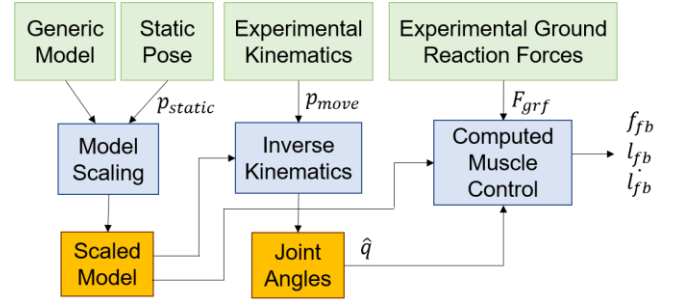 Generic
Model
Static
Pose
Experimental
Kinematics
Experimental Ground
Reaction Forces
p_static
p_move
F_grf
Model
Scaling
Inverse
Kinematics
Computed
Muscle
Control
f_fb
l_fb
l̇_fb
Scaled
Model
Joint
Angles
q̂